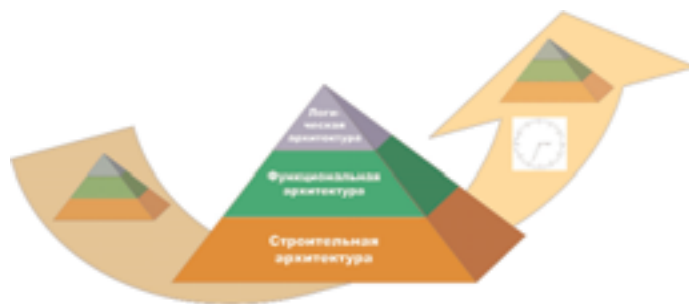 Логи-
ческая
архитектура
Функциональная
архитектура
Строительная
архитектура